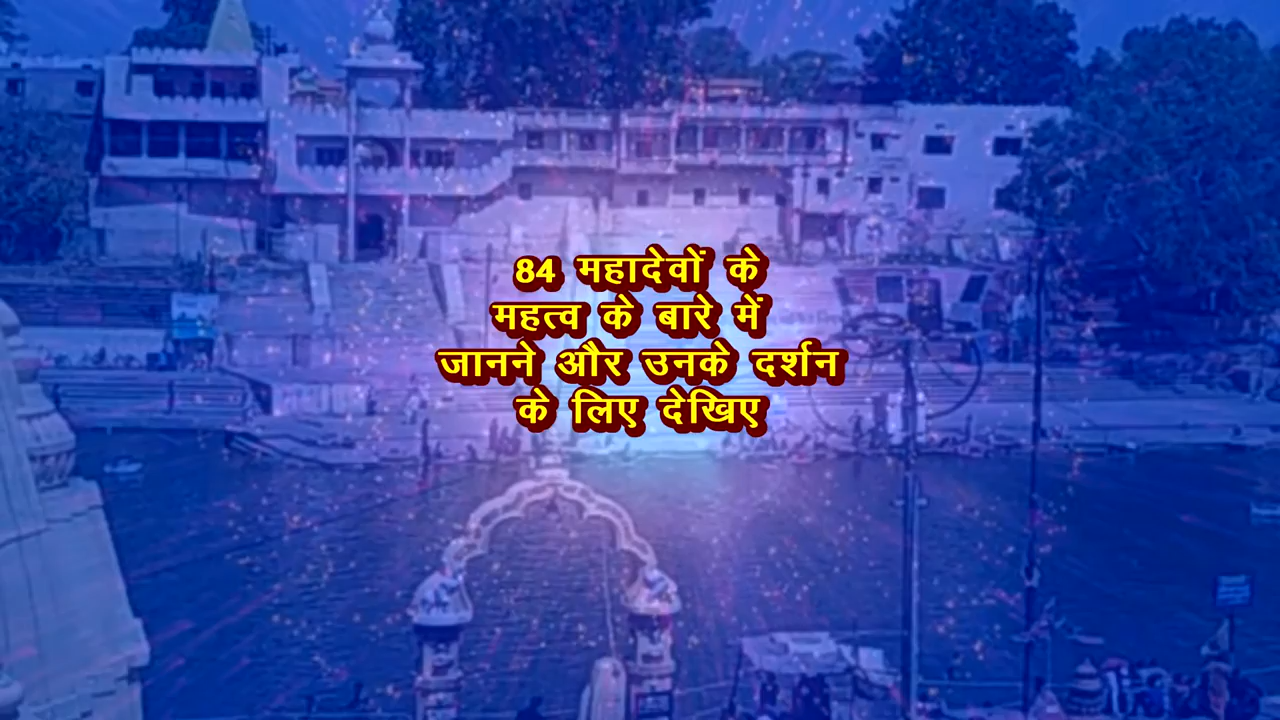 84 महादेवों के
महत्व के बारे में
जानने और उनके दर्शन
के लिए देखिए